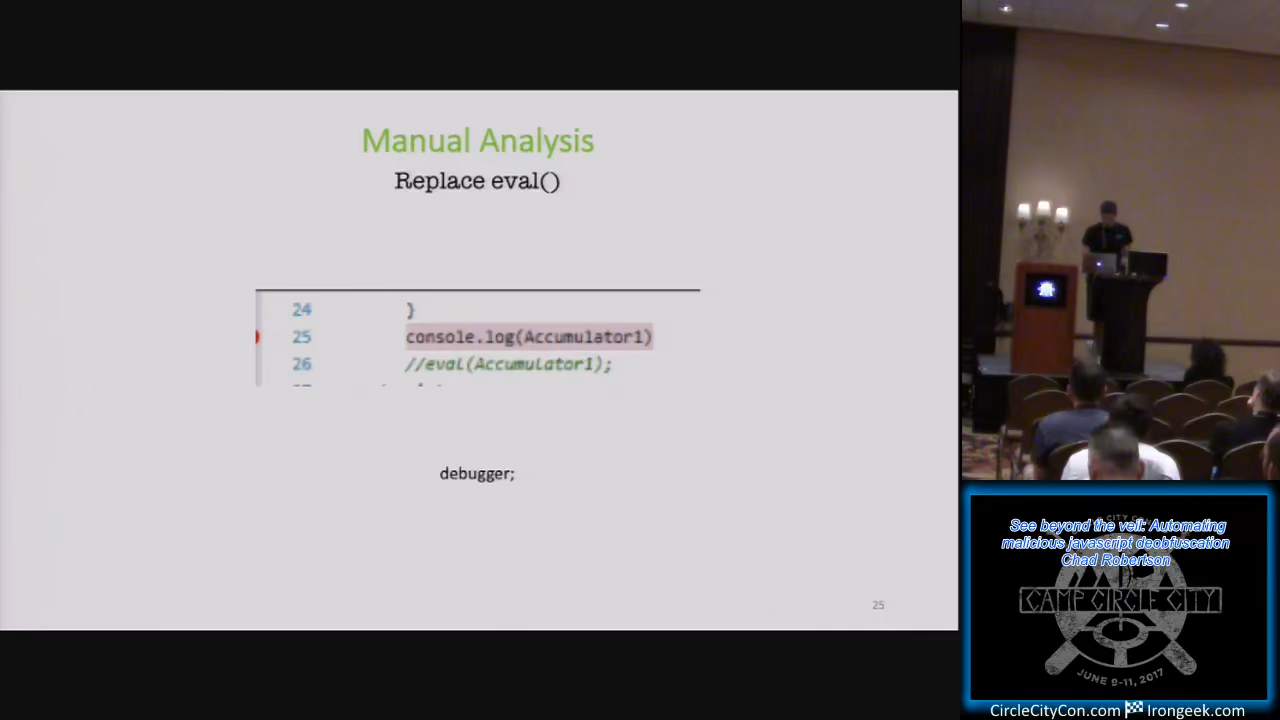 Manual Analysis
Replace eval()
24 }
25 console.log(Accumulator1)
26 //eval(Accumulator1);
debugger;
25
See beyond the veil: Automating
malicious javascript deobfuscation
Chad Robertson
CAMP CIRCLE CITY
JUNE 9-11, 2017
CircleCityCon.com Irongeek.com